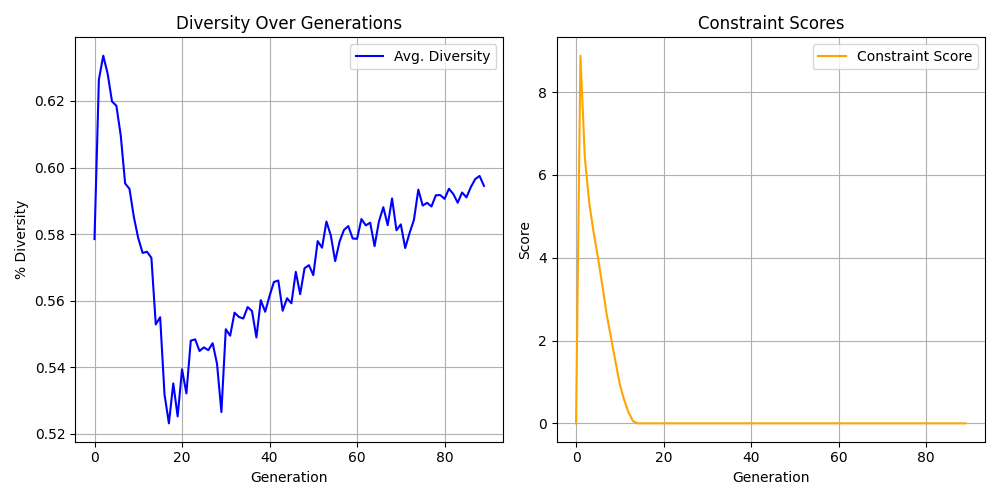 Diversity Over Generations
Avg. Diversity
% Diversity
0.62
0.60
0.58
0.56
0.54
0.52
0
20
40
60
80
Generation
Constraint Scores
Constraint Score
Score
8
6
4
2
0
0
20
40
60
80
Generation